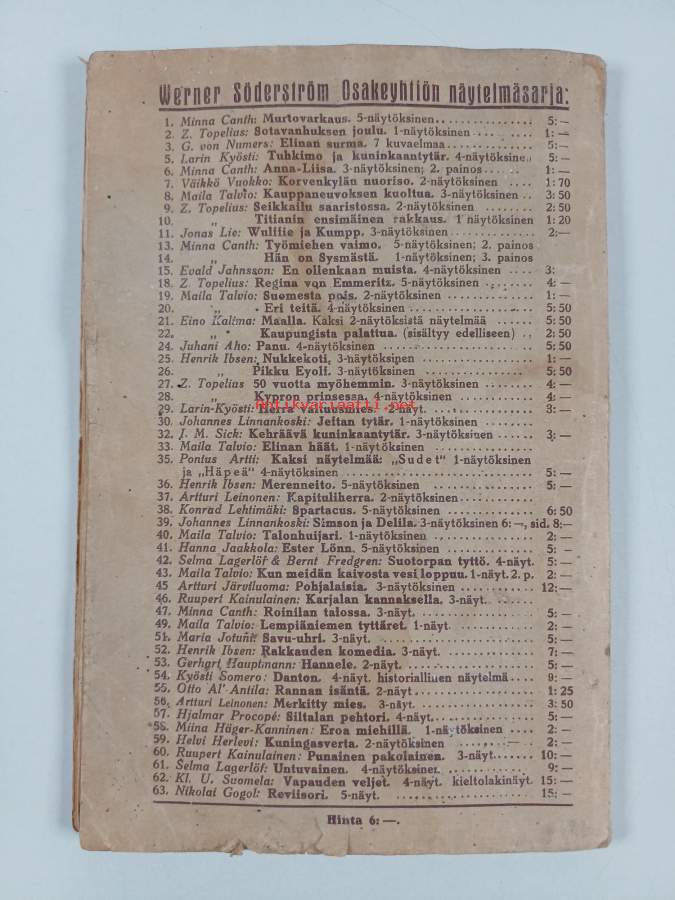 Werner Söderström Osakeyhtiön näytelmäsarja:
1. Minna Canth: Murtovarkaus. 5-näytöksinen 5: —
2. Z. Topelius: Sotavanhuksen joulu. 1-näytöksinen 1: —
3. G. von Numers: Elinan surma. 7 kuvaelmaa 5: —
5. Larin Kyösti: Tuhkimo ja kuninkaantytär. 4-näytöksinen 5: —
6. Minna Canth: Anna-Liisa. 3-näytöksinen; 2. painos 1: —
7. Väikkö Vuokko: Korvenkylän nuoriso. 2-näytöksinen 1: 70
8. Maila Talvio: Kauppaneuvoksen kuoltua. 3-näytöksinen 3: 50
9. Z. Topelius: Seikkailu saaristossa. 2-näytöksinen 2: 50
10. „ Titianin ensimäinen rakkaus. 1 näytöksinen 1: 20
11. Jonas Lie: Wulffie ja Kumpp. 3-näytöksinen 2: —
13. Minna Canth: Työmiehen vaimo. 5-näytöksinen; 2. painos
14. „ Hän on Sysmästä. 1-näytöksinen; 3. painos
15. Evald Jahnsson: En ollenkaan muista. 4-näytöksinen 3:
18. Z. Topelius: Regina von Emmeritz. 5-näytöksinen 4: —
19. Maila Talvio: Suomesta pois. 2-näytöksinen 1: —
20. „ Eri teitä. 4-näytöksinen 5: 50
21. Eino Kalima: Maalla. Kaksi 2-näytöksistä näytelmää 5: 50
22. „ Kaupungista palattua. (sisältyy edelliseen) 2: 50
24. Juhani Aho: Panu. 4-näytöksinen 5: 50
25. Henrik Ibsen: Nukkekoti, 3-näytöksinen 1: —
26. „ Pikku Eyolf. 3-näytöksinen 5: 50
27. Z. Topelius 50 vuotta myöhemmin. 3-näytöksinen 4: —
28. „ Kypron prinsessa. 4-näytöksinen 4: —
antikvariaatti.net
29. Larin-Kyösti: Herra valtuusmies. 2-näyt. 3: —
30. Johannes Linnankoski: Jeftan tytär. 1-näytöksinen
32. I. M. Sick: Kehräävä kuninkaantytär. 3-näytöksinen 3: —
33. Maila Talvio: Elinan häät. 1-näytöksinen
35. Pontus Artti: Kaksi näytelmää: „Sudet" 1-näytöksinen
ja „Häpeä" 4-näytöksinen 5: —
36. Henrik Ibsen: Merenneito. 5-näytöksinen 5: —
37. Artturi Leinonen: Kapituliherra. 2-näytöksinen
38. Konrad Lehtimäki: Spartacus. 5-näytöksinen 6: 50
39. Johannes Linnankoski: Simson ja Delila. 3-näytöksinen 6: —, sid. 8: —
40. Maila Talvio: Talonhuijari. 1-näytöksinen 2: —
41. Hanna Jaakkola: Ester Lönn. 5-näytöksinen 5: -
42. Selma Lagerlöf & Bernt Fredgren: Suotorpan tyttö. 4-näyt. 5: —
43. Maila Talvio: Kun meidän kaivosta vesi loppuu. 1-näyt. 2. p. 2: —
45 Artturi Järviluoma: Pohjalaisia. 3-näytöksinen 12: —
46. Ruupert Kainulainen: Karjalan kannaksella. 3-näyt.
47. Minna Canth: Roinilan talossa. 3-näyt. 5: —
49. Maila Talvio: Lempiäniemen tyttäret. 1-näyt 2: —
51. Maria Jotuni: Savu-uhri. 3-näyt. 5: —
52. Henrik Ibsen: Rakkauden komedia. 3-näyt. 7: —
53. Gerhart Hauptmann: Hannele. 2-näyt. 5: —
54. Kyösti Somero: Danton. 4-näyt. historiallinen näytelmä 9: —
55. Otto Al'Antila: Rannan isäntä. 2-näyt 1: 25
56. Artturi Leinonen: Merkitty mies. 3-näyt. 3: 50
57. Hjalmar Procopé: Siltalan pehtori. 4-näyt. 5: —
58. Miina Häger-Kanninen: Eroa miehillä. 1-näytöksinen 2: —
59. Helvi Herlevi: Kuningasverta. 2-näytöksinen 2: —
60. Ruupert Kainulainen: Punainen pakolainen. 3-näyt. 10: —
61. Selma Lagerlöf: Untuvainen. 4-näytöksinen 9: —
62. Kl. U. Suomela: Vapauden veljet. 4-näyt. kieltolakinäyt. 15: —
63. Nikolai Gogol: Reviisori. 5-näyt. 15: —
Hinta 6: —.